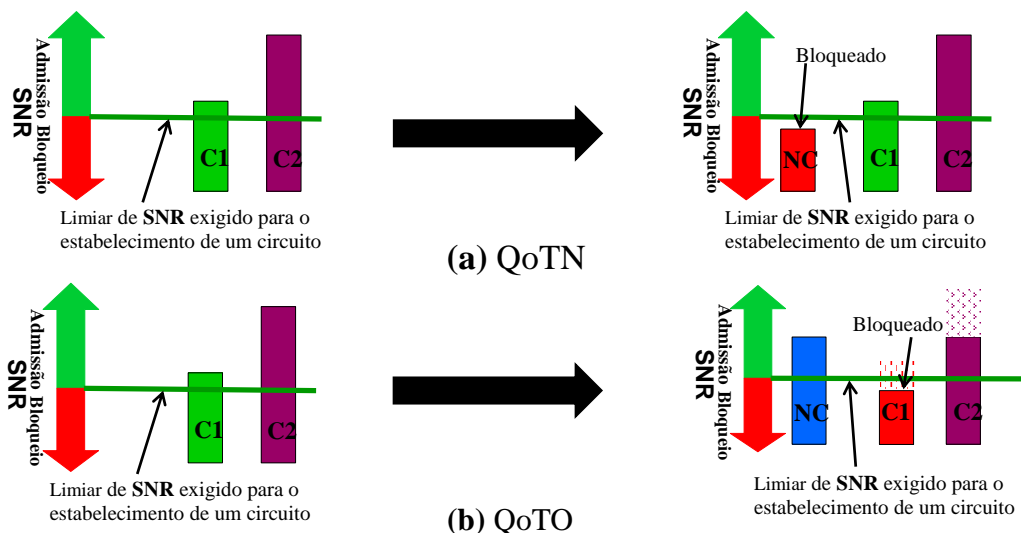 Admissão Bloqueio
SNR
C1
C2
Limiar de SNR exigido para o
estabelecimento de um circuito
Bloqueado
Admissão Bloqueio
SNR
NC
C1
C2
Limiar de SNR exigido para o
estabelecimento de um circuito
(a) QoTN
Admissão Bloqueio
SNR
C1
C2
Limiar de SNR exigido para o
estabelecimento de um circuito
Bloqueado
Admissão Bloqueio
SNR
NC
C1
C2
Limiar de SNR exigido para o
estabelecimento de um circuito
(b) QoTO